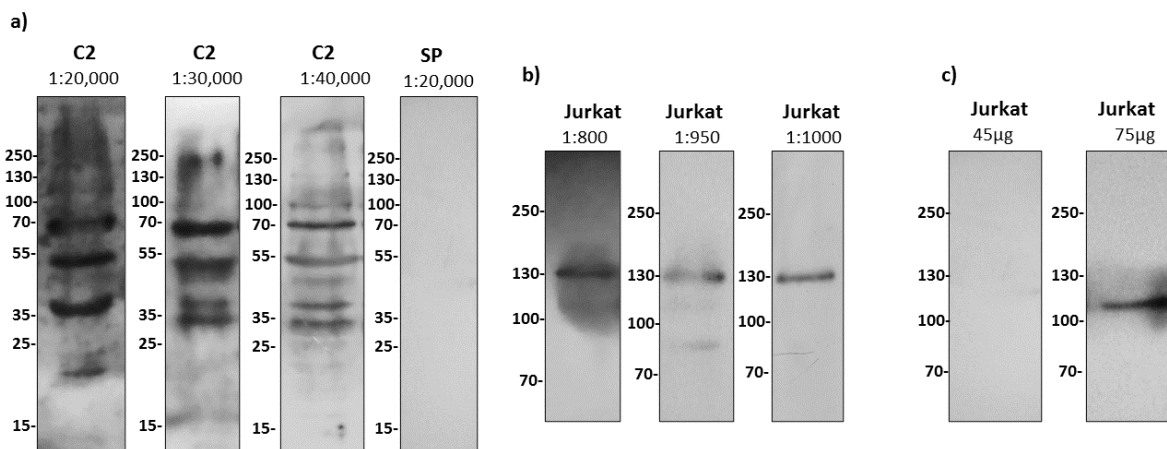 a)
C2 C2 C2 SP
1:20,000 1:30,000 1:40,000 1:20,000
250- 250- 250- 250-
130- 130- 130- 130-
100- 100- 100- 100-
70- 70- 70- 70-
55- 55- 55- 55-
35- 35- 35- 35-
25- 25- 25- 25-
15- 15- 15- 15-
b)
Jurkat Jurkat Jurkat
1:800 1:950 1:1000
250- 250- 250-
130- 130- 130-
100- 100- 100-
70- 70- 70-
c)
Jurkat Jurkat
45µg 75µg
250- 250-
130- 130-
100- 100-
70- 70-